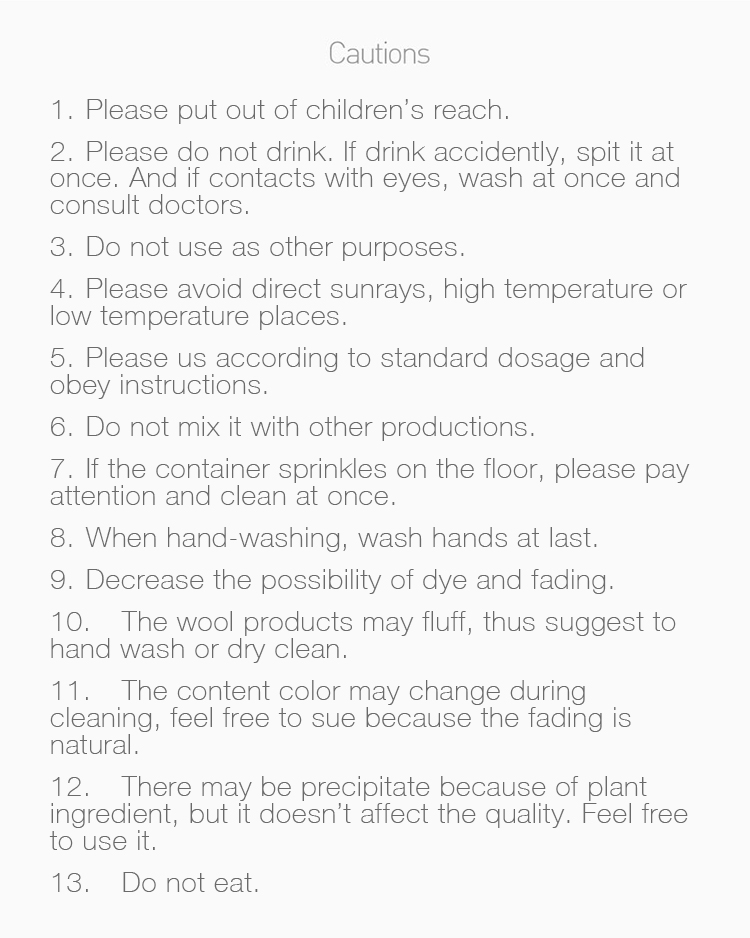 Cautions
1. Please put out of children's reach.
2. Please do not drink. If drink accidently, spit it at
once. And if contacts with eyes, wash at once and
consult doctors.
3. Do not use as other purposes.
4. Please avoid direct sunrays, high temperature or
low temperature places.
5. Please us according to standard dosage and
obey instructions.
6. Do not mix it with other productions.
7. If the container sprinkles on the floor, please pay
attention and clean at once.
8. When hand-washing, wash hands at last.
9. Decrease the possibility of dye and fading.
10. The wool products may fluff, thus suggest to
hand wash or dry clean.
11. The content color may change during
cleaning, feel free to sue because the fading is
natural.
12. There may be precipitate because of plant
ingredient, but it doesn't affect the quality. Feel free
to use it.
13. Do not eat.